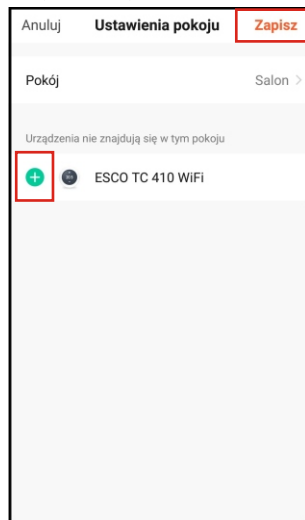 Anuluj Ustawienia pokoju Zapisz
Pokój Salon
Urządzenia nie znajdują się w tym pokoju
ESCO TC 410 WiFi